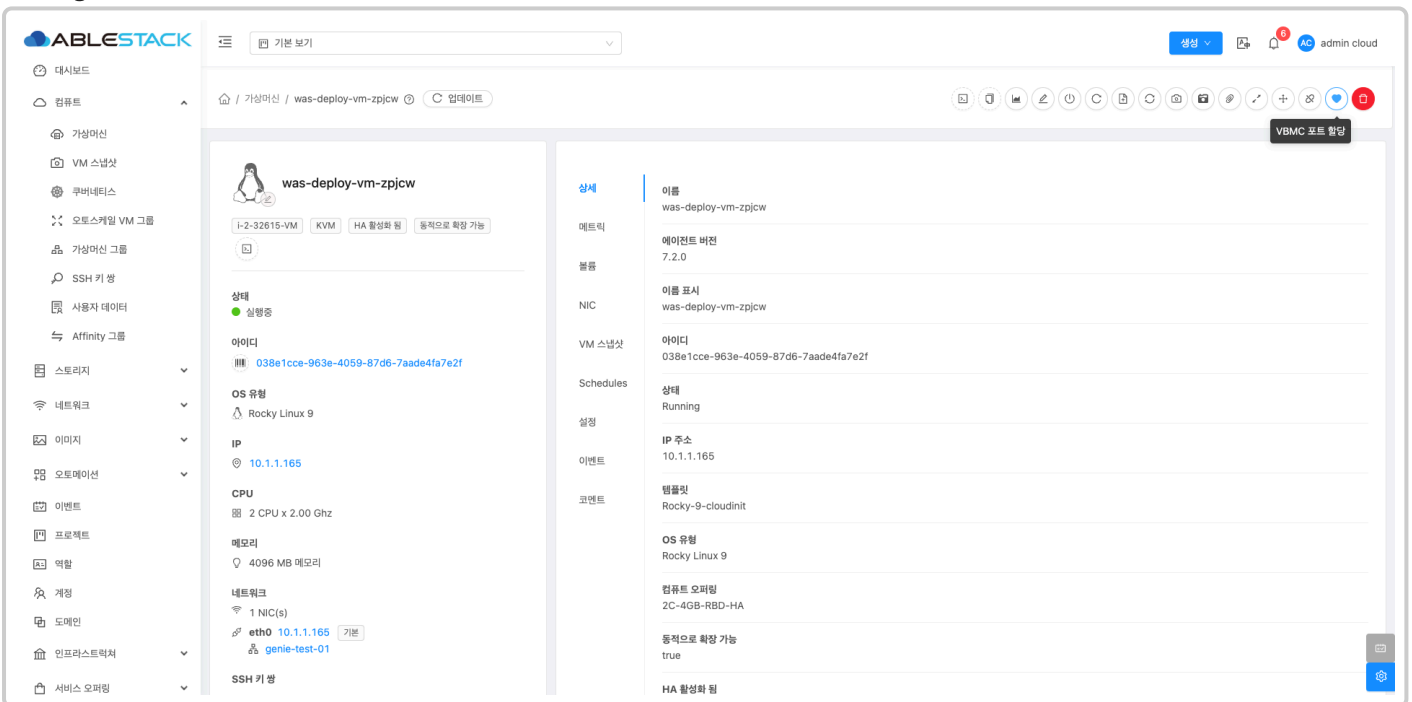 ABLESTACK
기본 보기
생성
6
AC
admin cloud
대시보드
컴퓨트
가상머신
VM 스냅샷
쿠버네티스
오토스케일 VM 그룹
가상머신 그룹
SSH 키 쌍
사용자 데이터
Affinity 그룹
스토리지
네트워크
이미지
오토메이션
이벤트
프로젝트
역할
계정
도메인
인프라스트럭쳐
서비스 오퍼링
/ 가상머신 / was-deploy-vm-zpjcw
업데이트
VBMC 포트 할당
was-deploy-vm-zpjcw
i-2-32615-VM
KVM
HA 활성화 됨
동적으로 확장 가능
상태
실행중
아이디
038e1cce-963e-4059-87d6-7aade4fa7e2f
OS 유형
Rocky Linux 9
IP
10.1.1.165
CPU
2 CPU x 2.00 Ghz
메모리
4096 MB 메모리
네트워크
1 NIC(s)
eth0 10.1.1.165 기본
genie-test-01
SSH 키 쌍
상세
메트릭
볼륨
NIC
VM 스냅샷
Schedules
설정
이벤트
코멘트
이름
was-deploy-vm-zpjcw
에이전트 버전
7.2.0
이름 표시
was-deploy-vm-zpjcw
아이디
038e1cce-963e-4059-87d6-7aade4fa7e2f
상태
Running
IP 주소
10.1.1.165
템플릿
Rocky-9-cloudinit
OS 유형
Rocky Linux 9
컴퓨트 오퍼링
2C-4GB-RBD-HA
동적으로 확장 가능
true
HA 활성화 됨